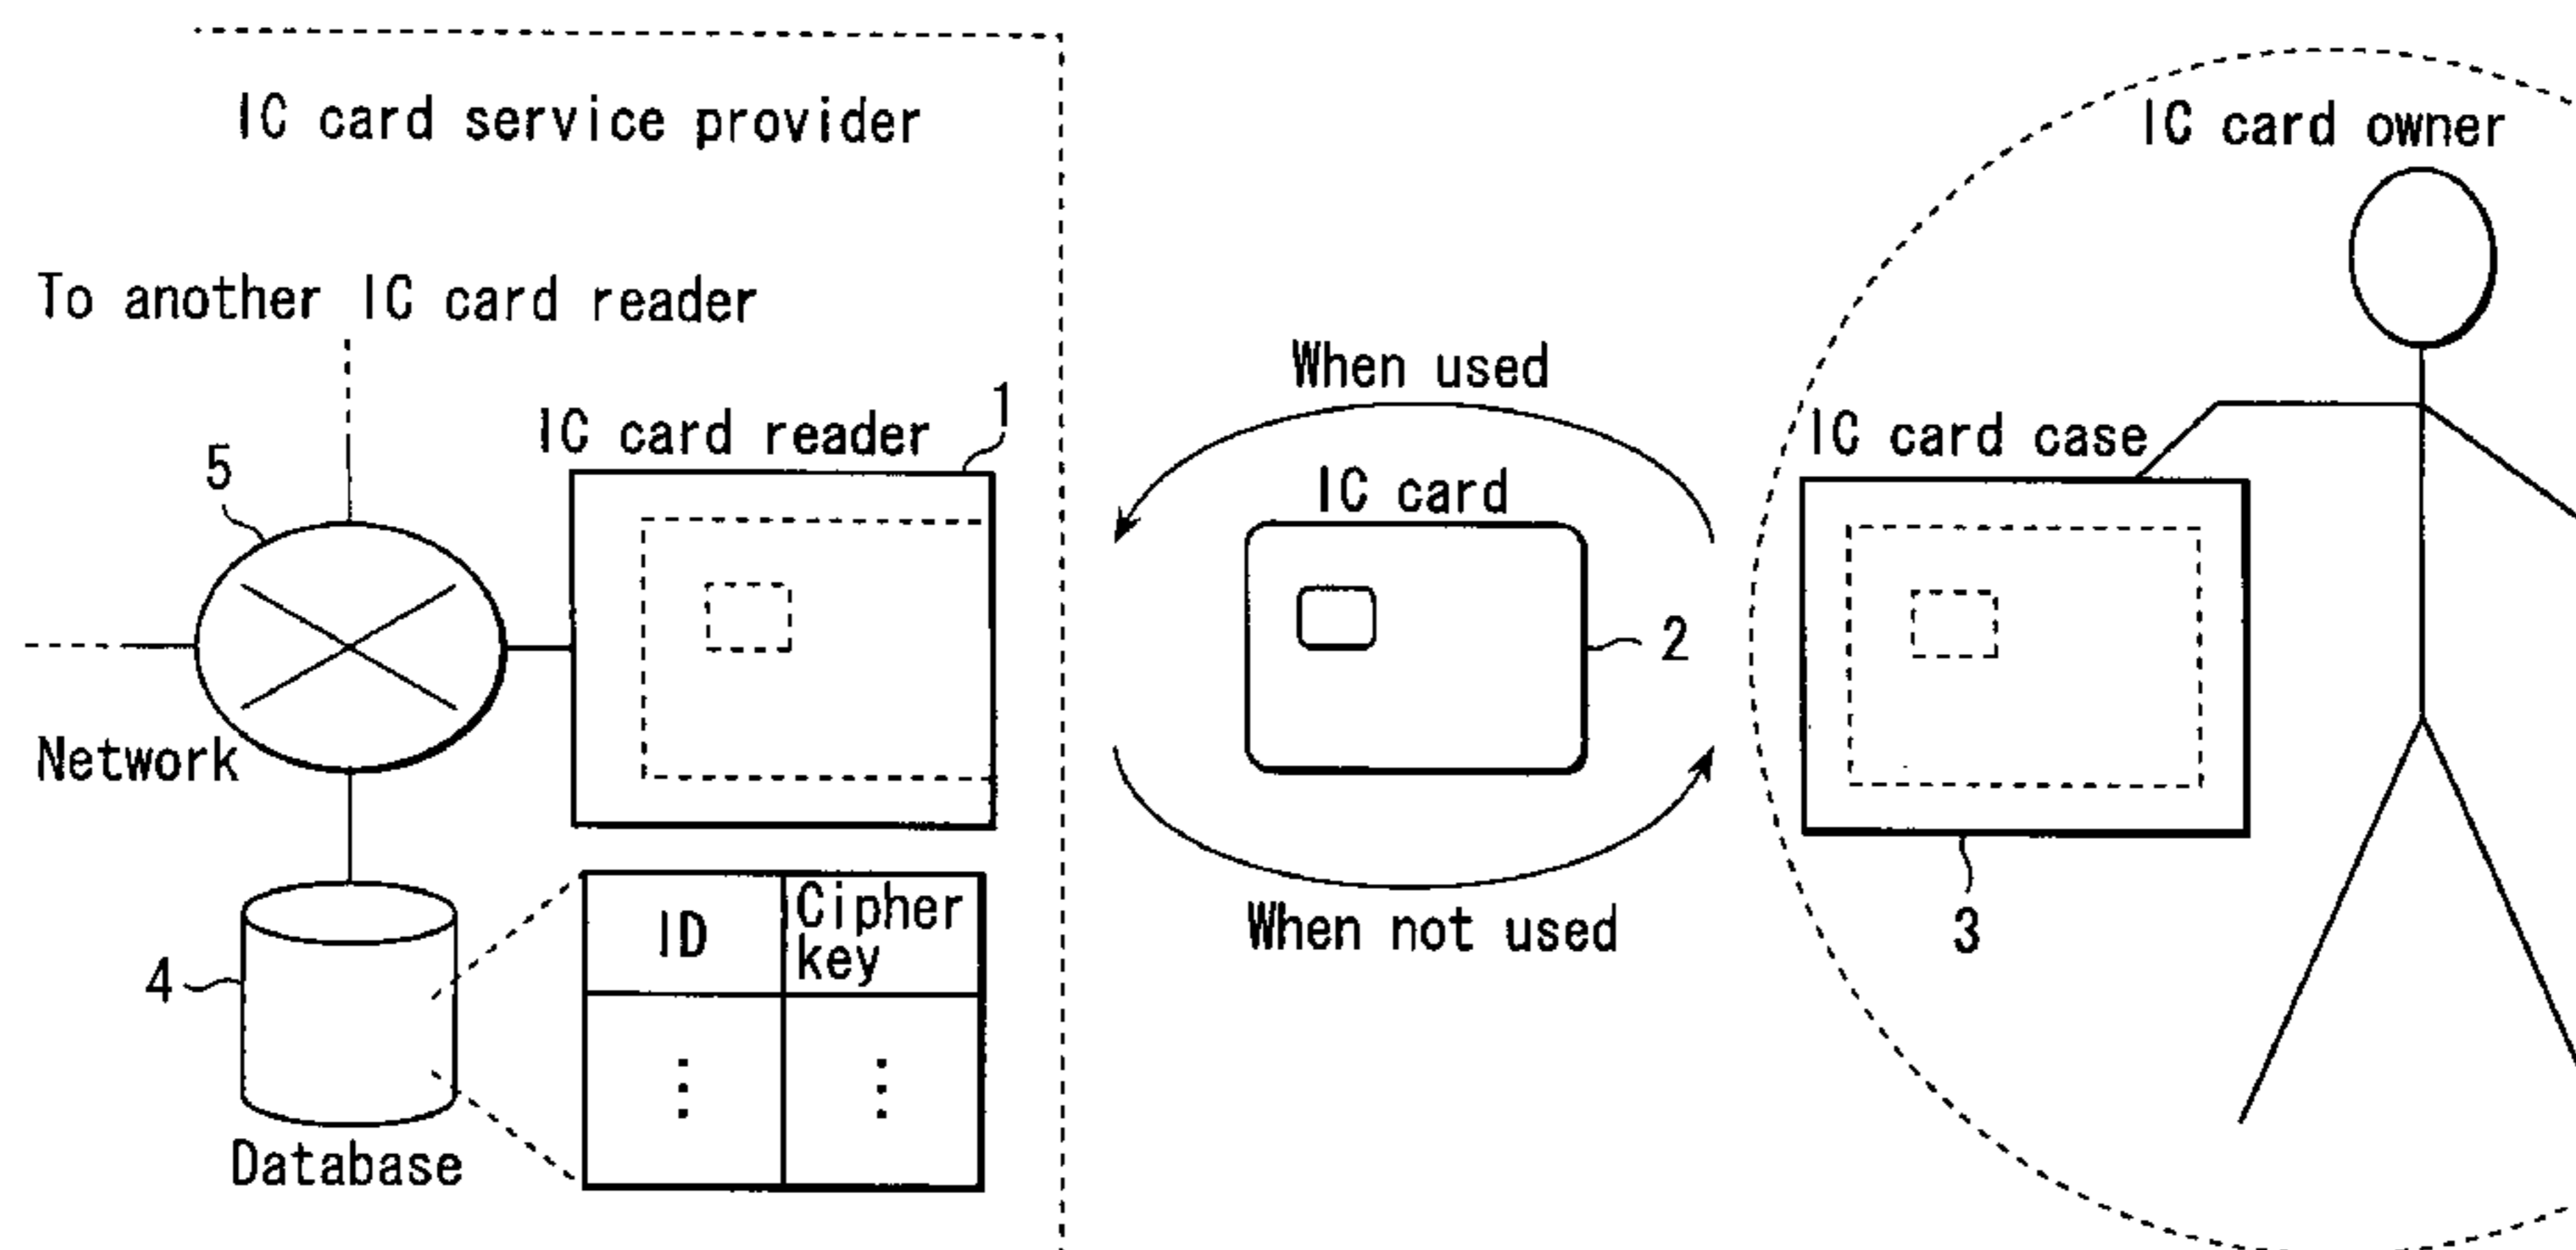 IC card service provider
IC card owner
To another IC card reader
When used
1
IC card reader
IC card case
5
IC card
2
Network
ID
Cipher
key
When not used
3
4
Database